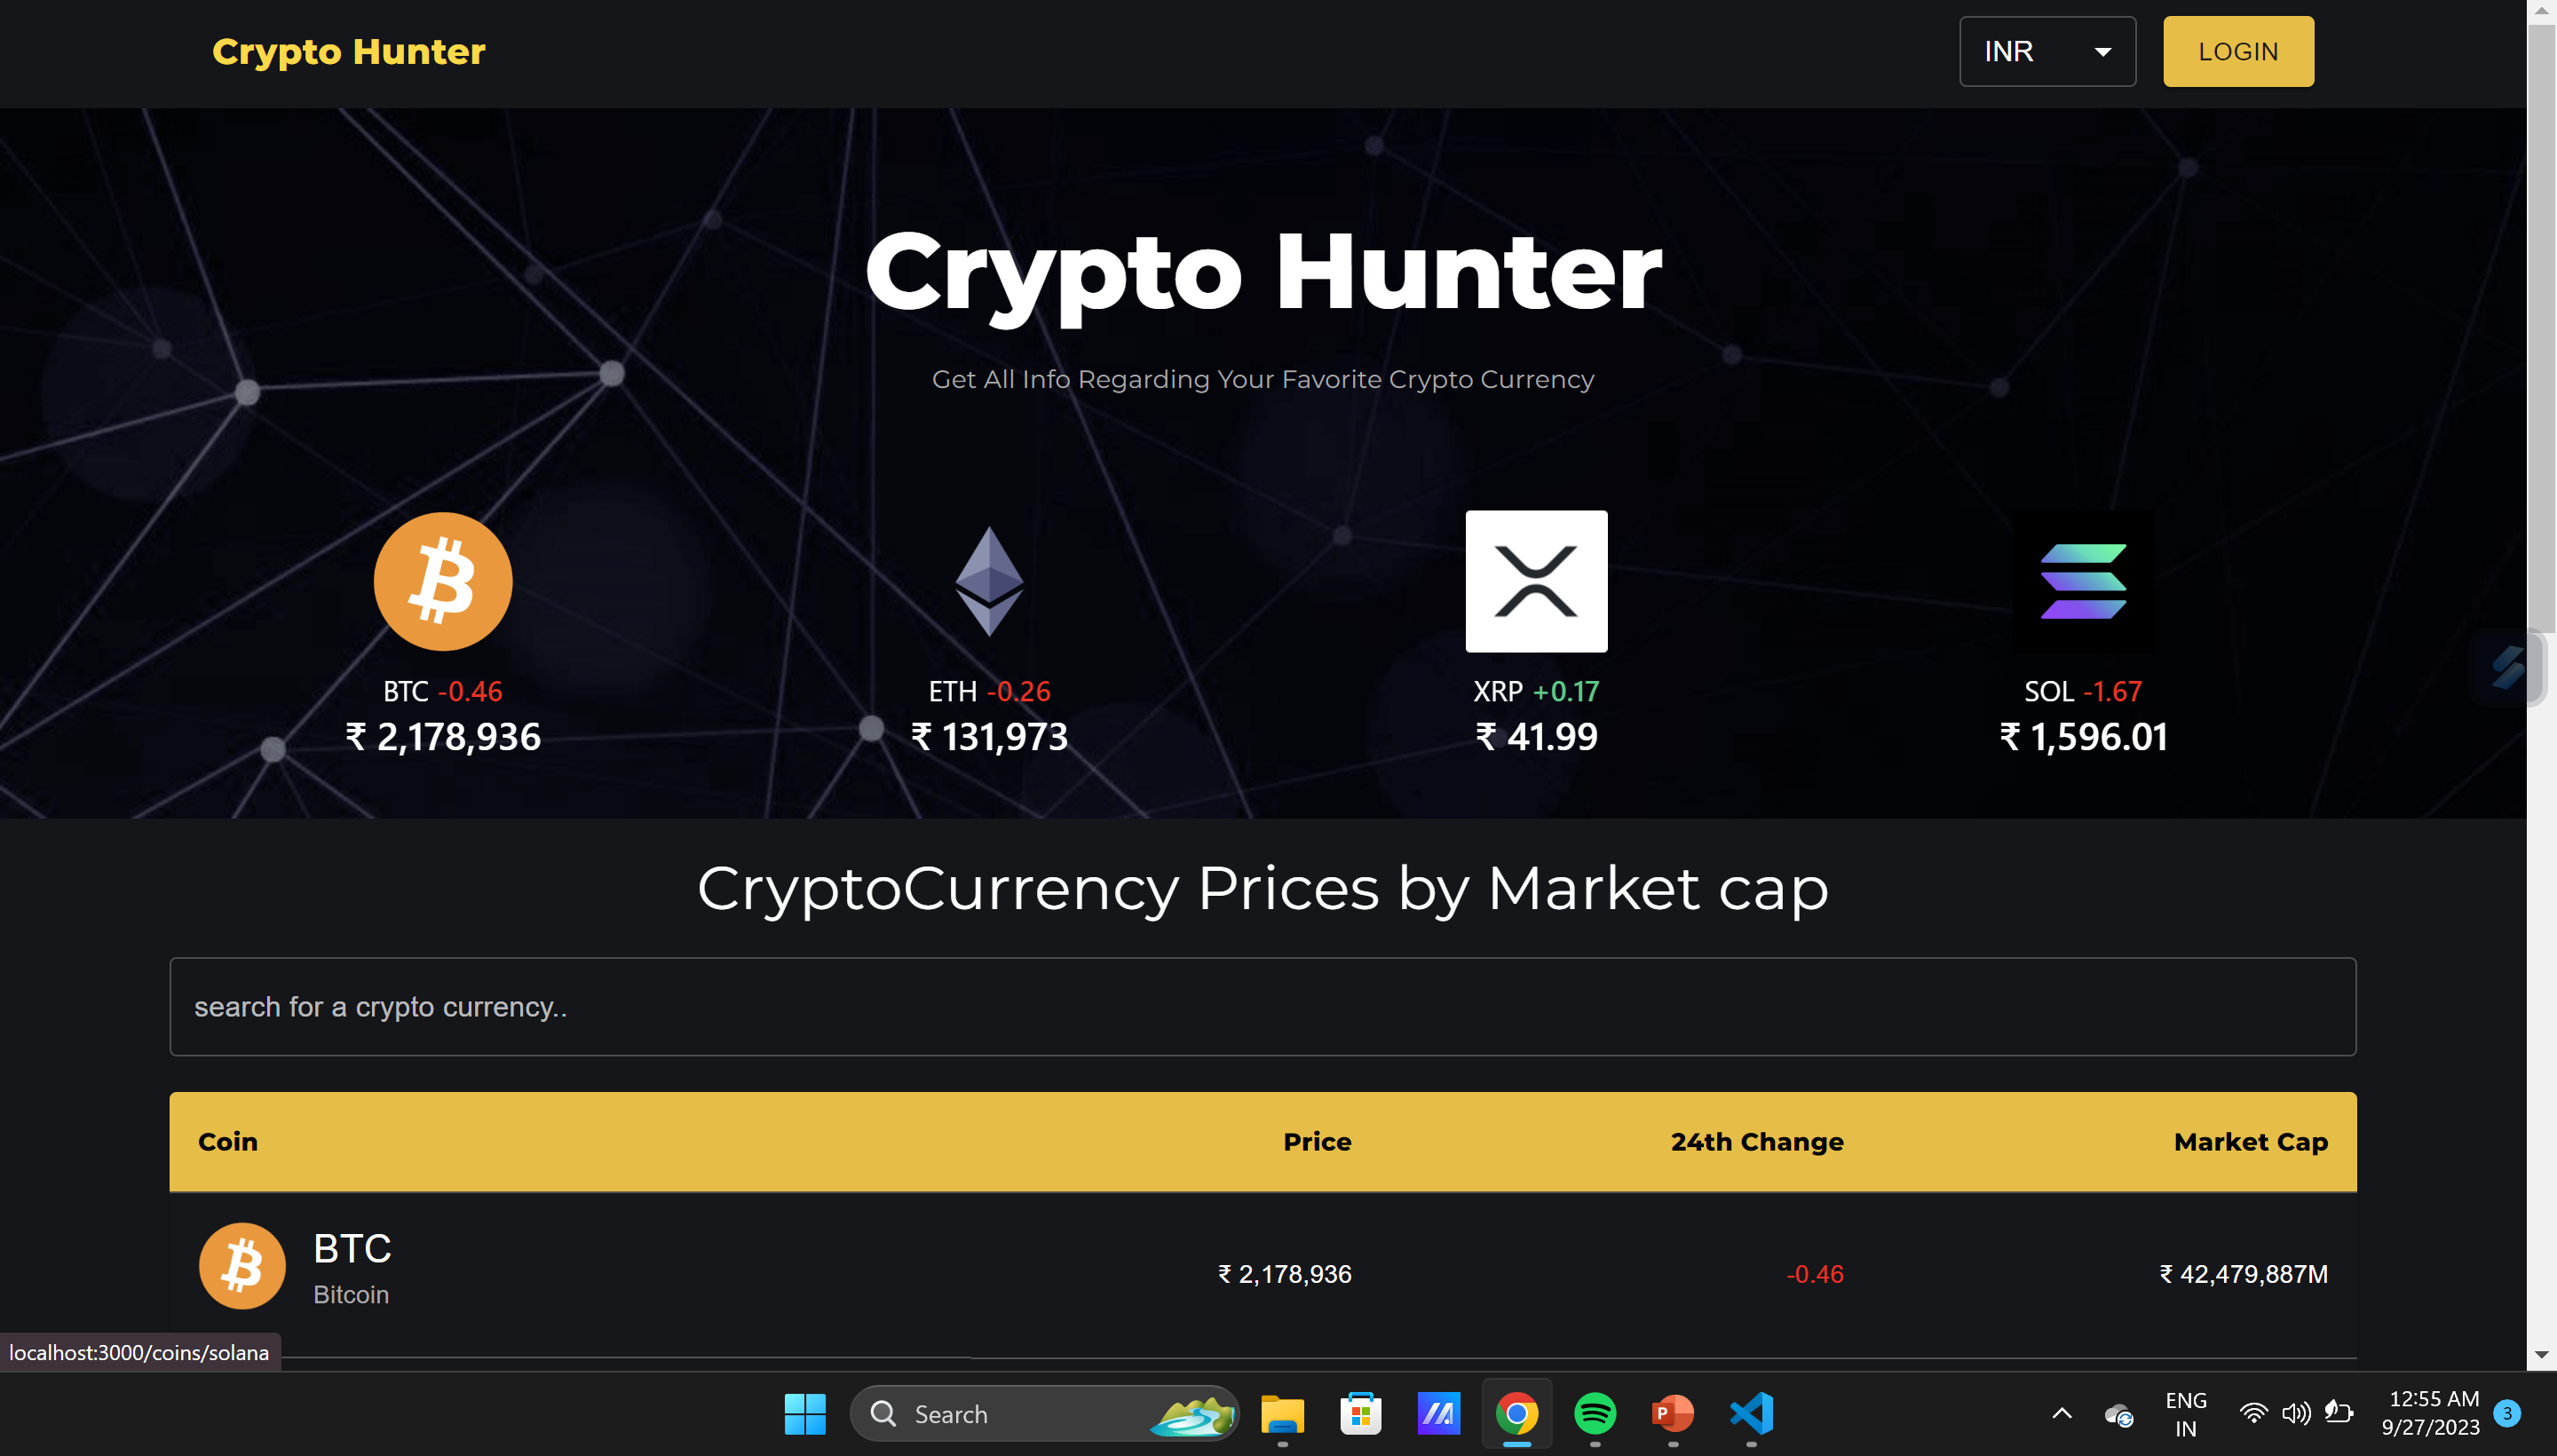 Crypto Hunter
INR
LOGIN
Crypto Hunter
Get All Info Regarding Your Favorite Crypto Currency
BTC -0.46
₹ 2,178,936
ETH -0.26
₹ 131,973
XRP +0.17
₹ 41.99
SOL -1.67
₹ 1,596.01
CryptoCurrency Prices by Market cap
search for a crypto currency..
Coin Price 24th Change Market Cap
BTC
Bitcoin
₹ 2,178,936 -0.46 ₹ 42,479,887M
localhost:3000/coins/solana
Search
P
ENG
IN
12:55 AM
9/27/2023
3